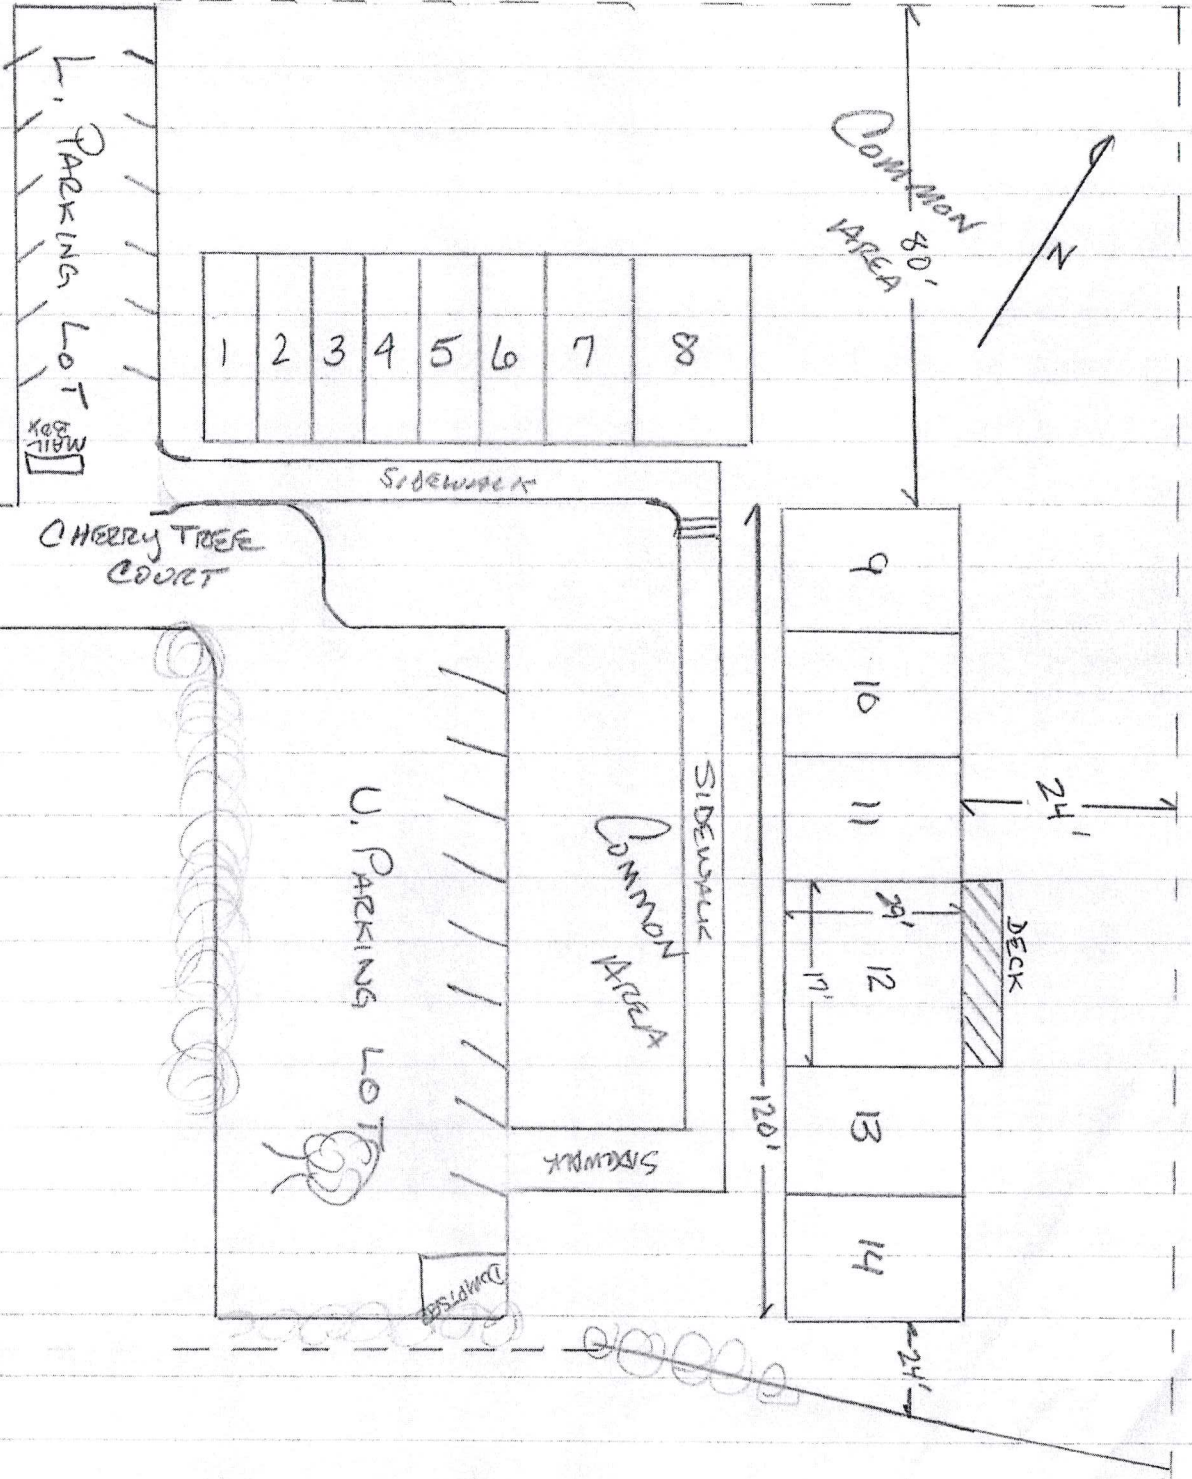 L. PARKING LOT
MAIL
BOX
CHERRY TREE
COURT
1 2 3 4 5 6 7 8
SIDEWALK
COMMON
AREA
80'
N
9
10
11
12
13
14
24'
29'
17'
DECK
120'
24'
SIDEWALK
COMMON
AREA
SIDEWALK
U. PARKING LOT
DUMPTSER